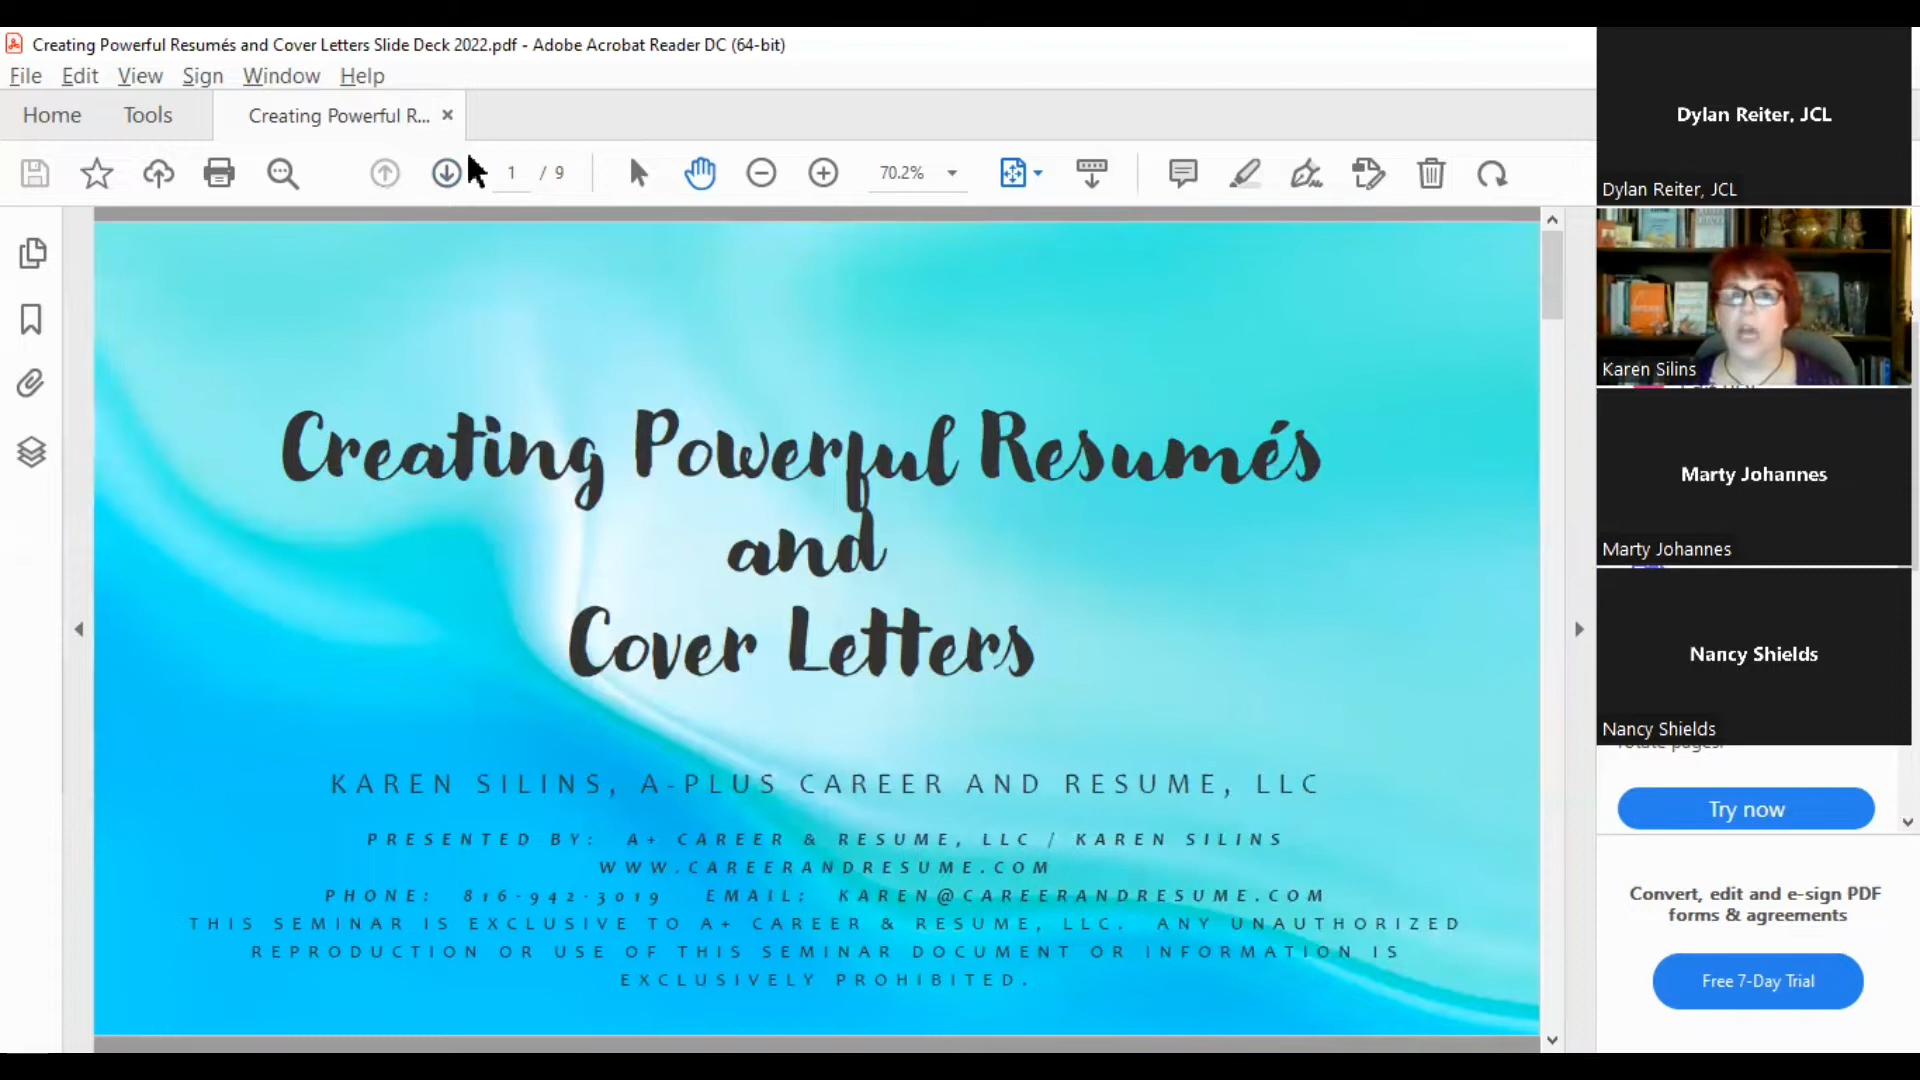 Creating Powerful Resumés and Cover Letters Slide Deck 2022.pdf - Adobe Acrobat Reader DC (64-bit)
File Edit View Sign Window Help
Home Tools Creating Powerful R... ×
1 / 9 70.2%
Creating Powerful Resumés
and
Cover Letters
KAREN SILINS, A-PLUS CAREER AND RESUME, LLC
PRESENTED BY: A+ CAREER & RESUME, LLC / KAREN SILINS
WWW.CAREERANDRESUME.COM
PHONE: 816-942-3019 EMAIL: KAREN@CAREERANDRESUME.COM
THIS SEMINAR IS EXCLUSIVE TO A+ CAREER & RESUME, LLC. ANY UNAUTHORIZED
REPRODUCTION OR USE OF THIS SEMINAR DOCUMENT OR INFORMATION IS
EXCLUSIVELY PROHIBITED.
Dylan Reiter, JCL
Dylan Reiter, JCL
Karen Silins
Marty Johannes
Marty Johannes
Nancy Shields
Nancy Shields
rotate pages.
Try now
Convert, edit and e-sign PDF
forms & agreements
Free 7-Day Trial